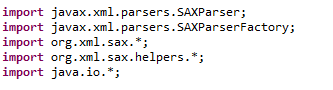 import javax.xml.parsers.SAXParser;
import javax.xml.parsers.SAXParserFactory;
import org.xml.sax.*;
import org.xml.sax.helpers.*;
import java.io.*;